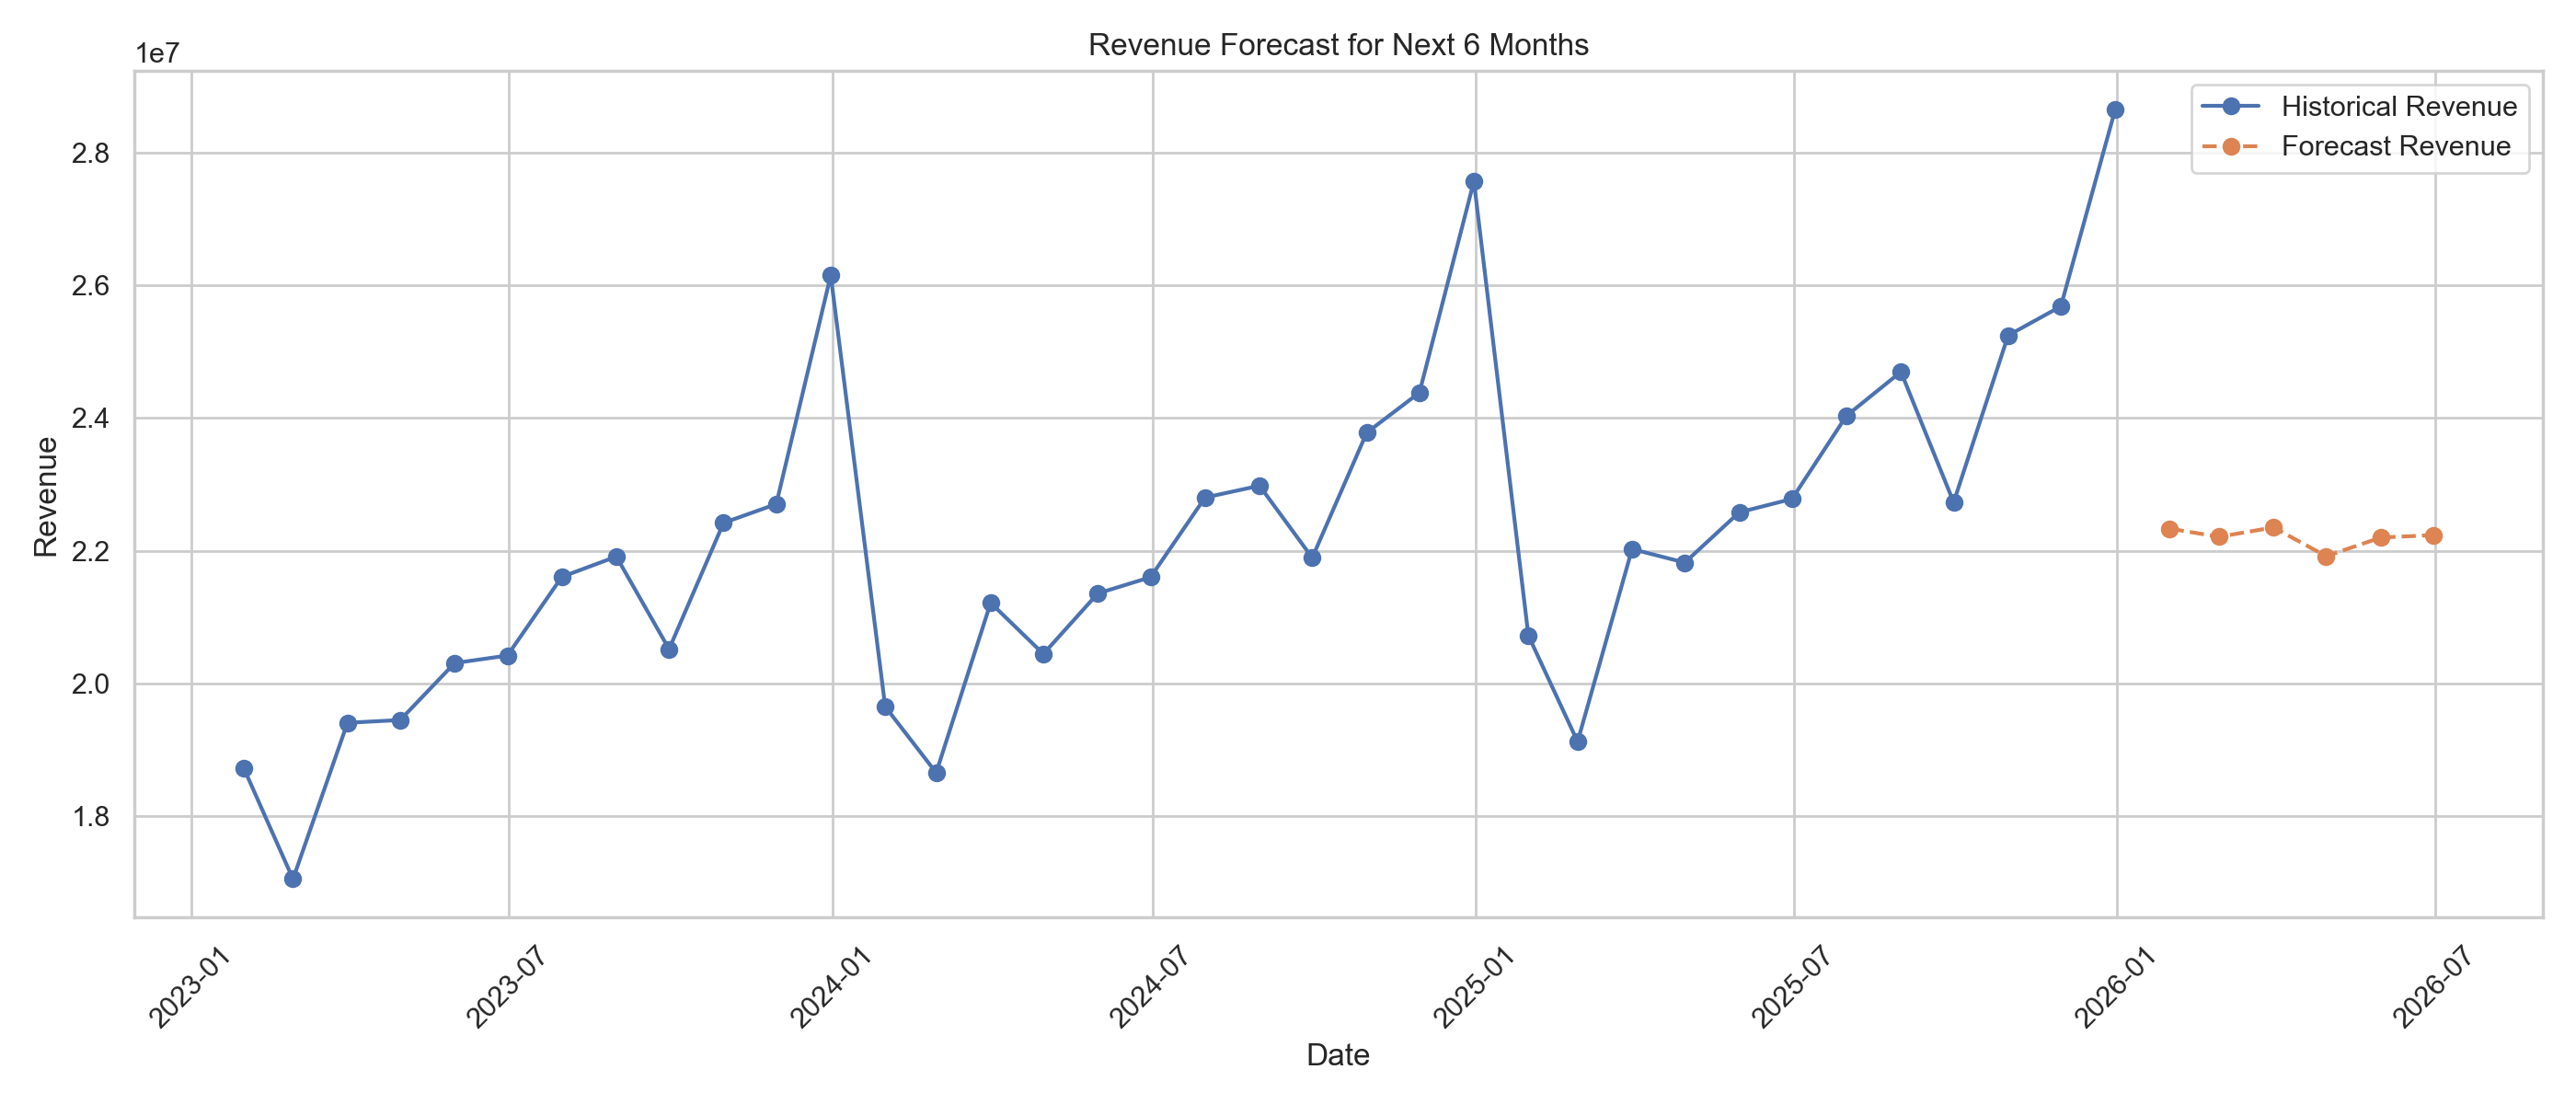 Revenue Forecast for Next 6 Months
1e7
Historical Revenue
Forecast Revenue
2.8
2.6
2.4
2.2
2.0
1.8
Revenue
2023-01
2023-07
2024-01
2024-07
2025-01
2025-07
2026-01
2026-07
Date